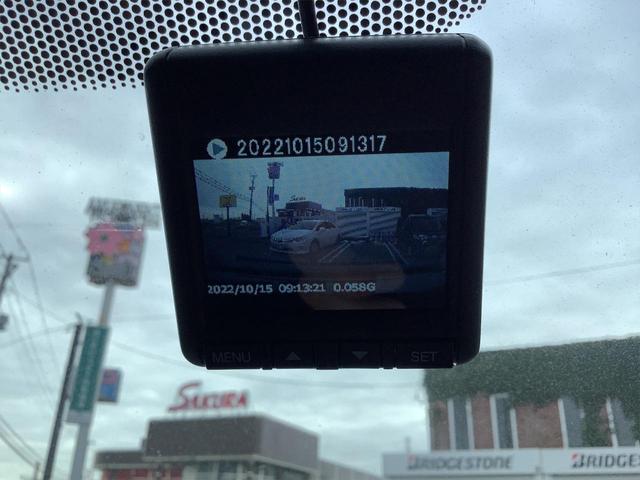 20221015091317
2022/10/15 09:13:21 0.058G
MENU
SET
SAKURA
BRIDGESTONE
BRIDGE